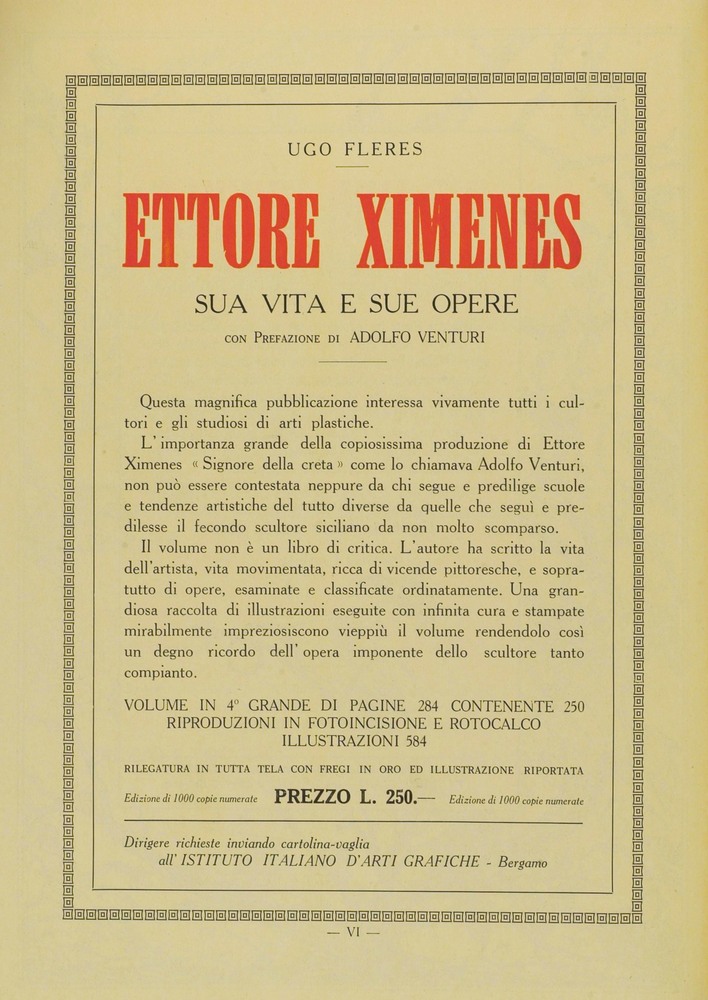 UGO FLERES
ETTORE XIMENES
SUA VITA E SUE OPERE
CON PREFAZIONE DI ADOLFO VENTURI
Questa magnifica pubblicazione interessa vivamente tutti i cul-
tori e gli studiosi di arti plastiche.
L'importanza grande della copiosissima produzione di Ettore
Ximenes « Signore della creta » come lo chiamava Adolfo Venturi,
non può essere contestata neppure da chi segue e predilige scuole
e tendenze artistiche del tutto diverse da quelle che seguì e pre-
dilesse il fecondo scultore siciliano da non molto scomparso.
Il volume non è un libro di critica. L'autore ha scritto la vita
dell'artista, vita movimentata, ricca di vicende pittoresche, e sopra-
tutto di opere, esaminate e classificate ordinatamente. Una gran-
diosa raccolta di illustrazioni eseguite con infinita cura e stampate
mirabilmente impreziosiscono vieppiù il volume rendendolo così
un degno ricordo dell'opera imponente dello scultore tanto
compianto.
VOLUME IN 4º GRANDE DI PAGINE 284 CONTENENTE 250
RIPRODUZIONI IN FOTOINCISIONE E ROTOCALCO
ILLUSTRAZIONI 584
RILEGATURA IN TUTTA TELA CON FREGI IN ORO ED ILLUSTRAZIONE RIPORTATA
Edizione di 1000 copie numerate PREZZO L. 250.— Edizione di 1000 copie numerate
Dirigere richieste inviando cartolina-vaglia
all'ISTITUTO ITALIANO D'ARTI GRAFICHE - Bergamo
— VI —